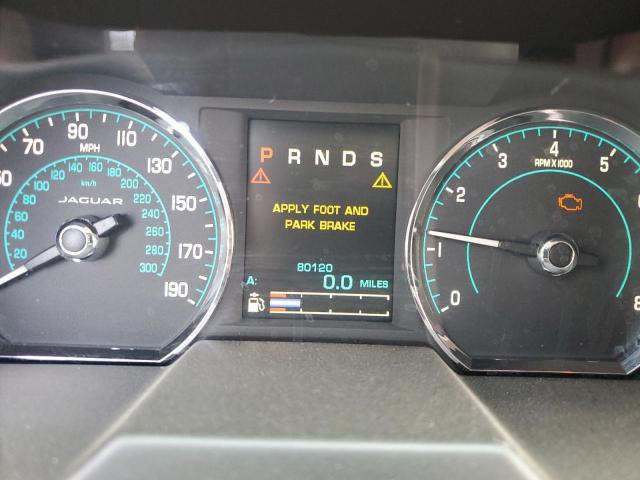 70 90 110 130 150 170 190
MPH
20 40 60 80 100 120 140 160 180 200 220 240 260 280 300
km/h
JAGUAR
P R N D S
APPLY FOOT AND
PARK BRAKE
80120
A: 0.0 MILES
0 1 2 3 4 5 8
RPM X 1000